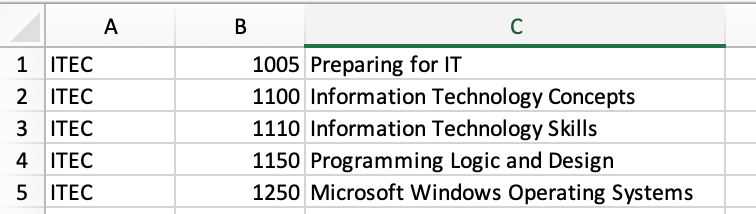 A B C
1 ITEC 1005 Preparing for IT
2 ITEC 1100 Information Technology Concepts
3 ITEC 1110 Information Technology Skills
4 ITEC 1150 Programming Logic and Design
5 ITEC 1250 Microsoft Windows Operating Systems